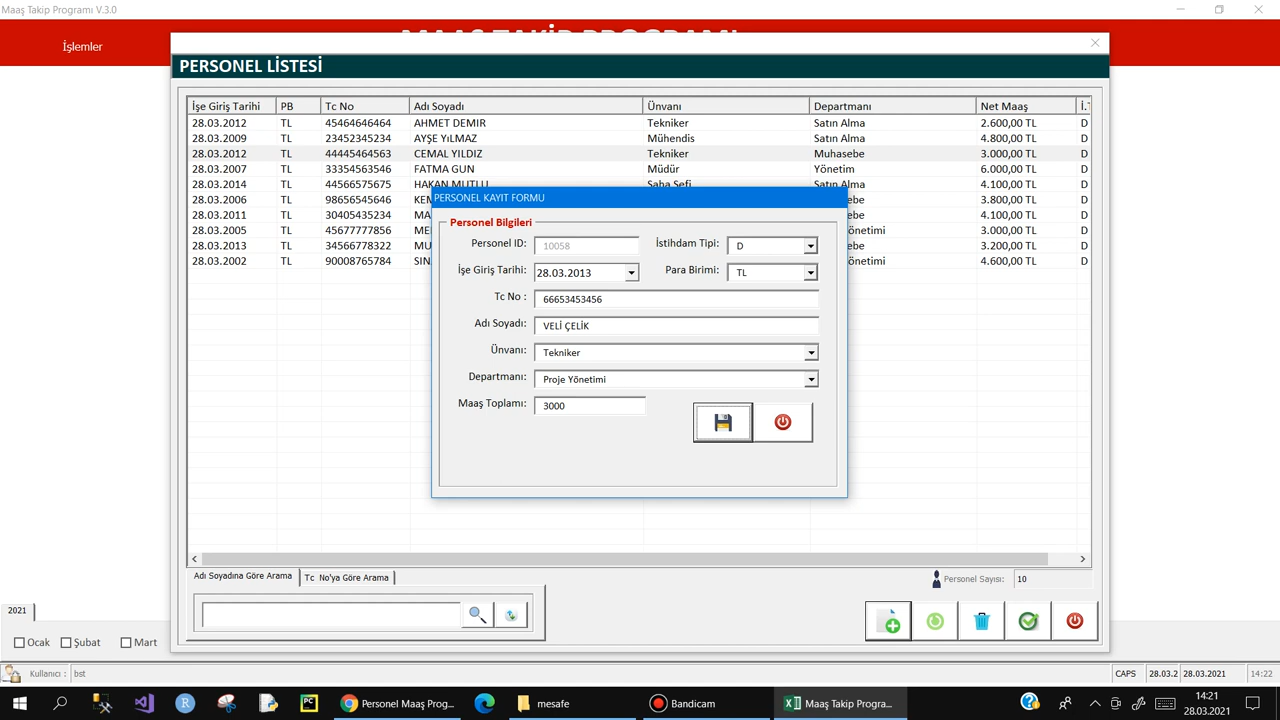 Maaş Takip Programı V.3.0
İşlemler
MAAŞ TAKİP PROGRAMI
PERSONEL LİSTESİ
İşe Giriş Tarihi PB Tc No Adı Soyadı Ünvanı Departmanı Net Maaş
28.03.2012 TL 45464646464 AHMET DEMIR Tekniker Satın Alma 2.600,00 TL D
28.03.2009 TL 23452345234 AYŞE YıLMAZ Mühendis Satın Alma 4.800,00 TL D
28.03.2012 TL 44445464563 CEMAL YILDIZ Tekniker Muhasebe 3.000,00 TL D
28.03.2007 TL 33354563546 FATMA GUN Müdür Yönetim 6.000,00 TL D
28.03.2014 TL 44566575675 HAKAN MUTLU Saha Şefi Satın Alma 4.100,00 TL D
28.03.2006 TL 98656545646 KE ebe 3.800,00 TL D
28.03.2011 TL 30405435234 MA ebe 4.100,00 TL D
28.03.2005 TL 45677777856 ME önetimi 3.000,00 TL D
28.03.2013 TL 34566778322 MU ebe 3.200,00 TL D
28.03.2002 TL 90008765784 SIN önetimi 4.600,00 TL D
PERSONEL KAYIT FORMU
Personel Bilgileri
Personel ID: 10058 İstihdam Tipi: D
İşe Giriş Tarihi: 28.03.2013 Para Birimi: TL
Tc No : 66653453456
Adı Soyadı: VELİ ÇELİK
Ünvanı: Tekniker
Departmanı: Proje Yönetimi
Maaş Toplamı: 3000
Adı Soyadına Göre Arama Tc No'ya Göre Arama
Personel Sayısı: 10
2021
Ocak Şubat Mart
Kullanıcı : bst CAPS 28.03.2 28.03.2021 14:22
Personel Maaş Prog... mesafe Bandicam Maaş Takip Progra... 14:21
28.03.2021